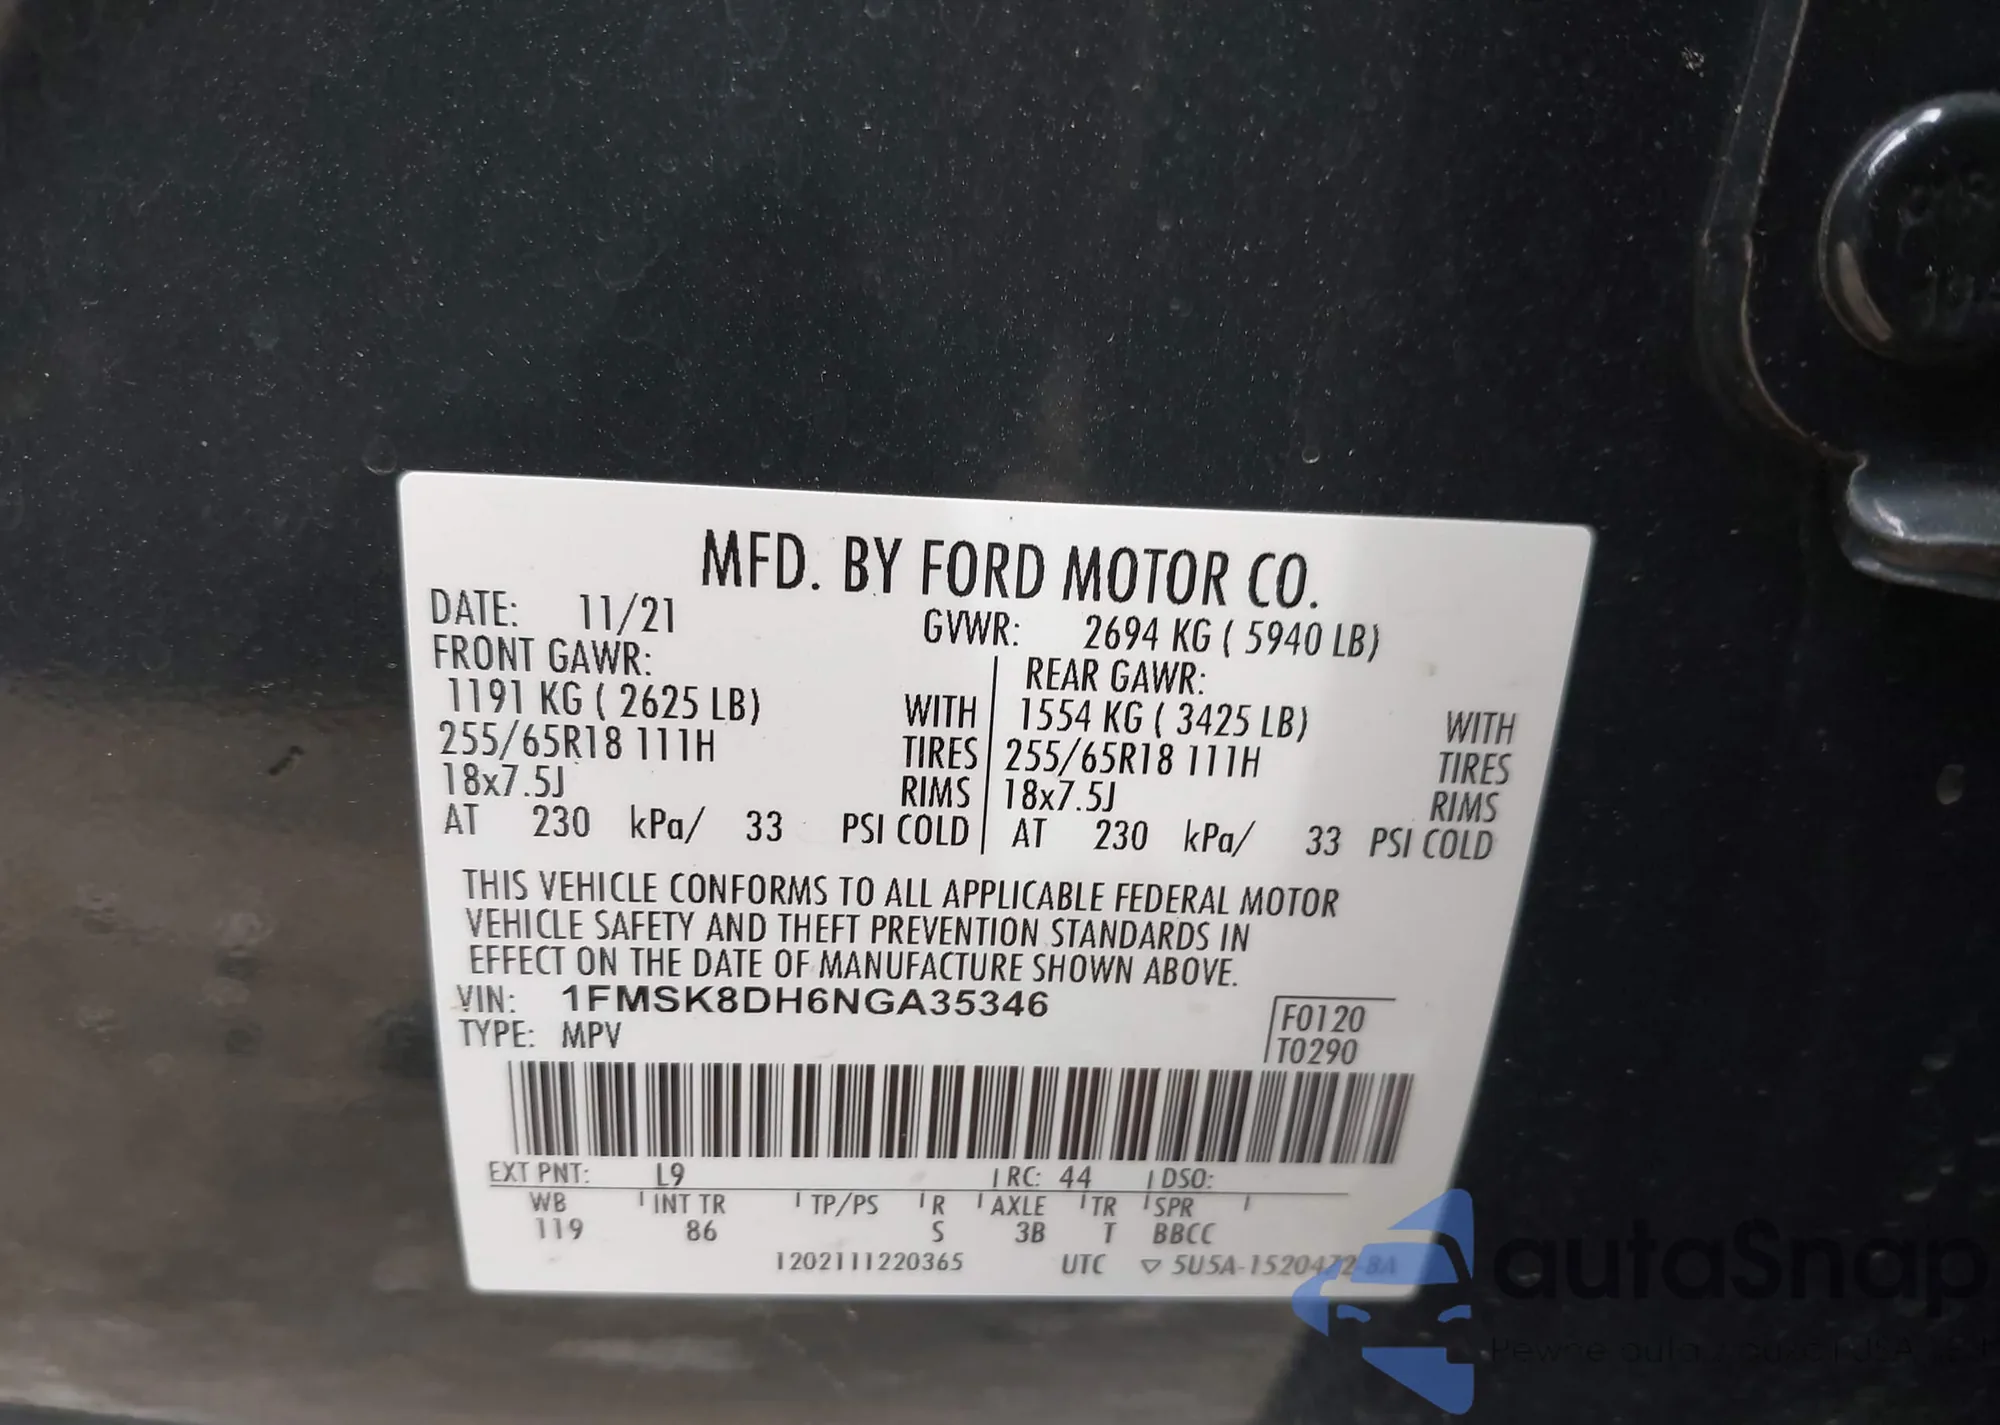 MFD. BY FORD MOTOR CO.
DATE: 11/21
GVWR: 2694 KG ( 5940 LB)
FRONT GAWR:
1191 KG ( 2625 LB) WITH
255/65R18 111H TIRES
18x7.5J RIMS
AT 230 kPa/ 33 PSI COLD
REAR GAWR:
1554 KG ( 3425 LB) WITH
255/65R18 111H TIRES
18x7.5J RIMS
AT 230 kPa/ 33 PSI COLD
THIS VEHICLE CONFORMS TO ALL APPLICABLE FEDERAL MOTOR
VEHICLE SAFETY AND THEFT PREVENTION STANDARDS IN
EFFECT ON THE DATE OF MANUFACTURE SHOWN ABOVE.
VIN: 1FMSK8DH6NGA35346
TYPE: MPV
F0120
T0290
EXT PNT: L9 RC: 44 DSO:
WB INT TR TP/PS R AXLE TR SPR
119 86 S 3B T BBCC
1202111220365 UTC ▽ 5U5A-1520472-BA
autaSnap